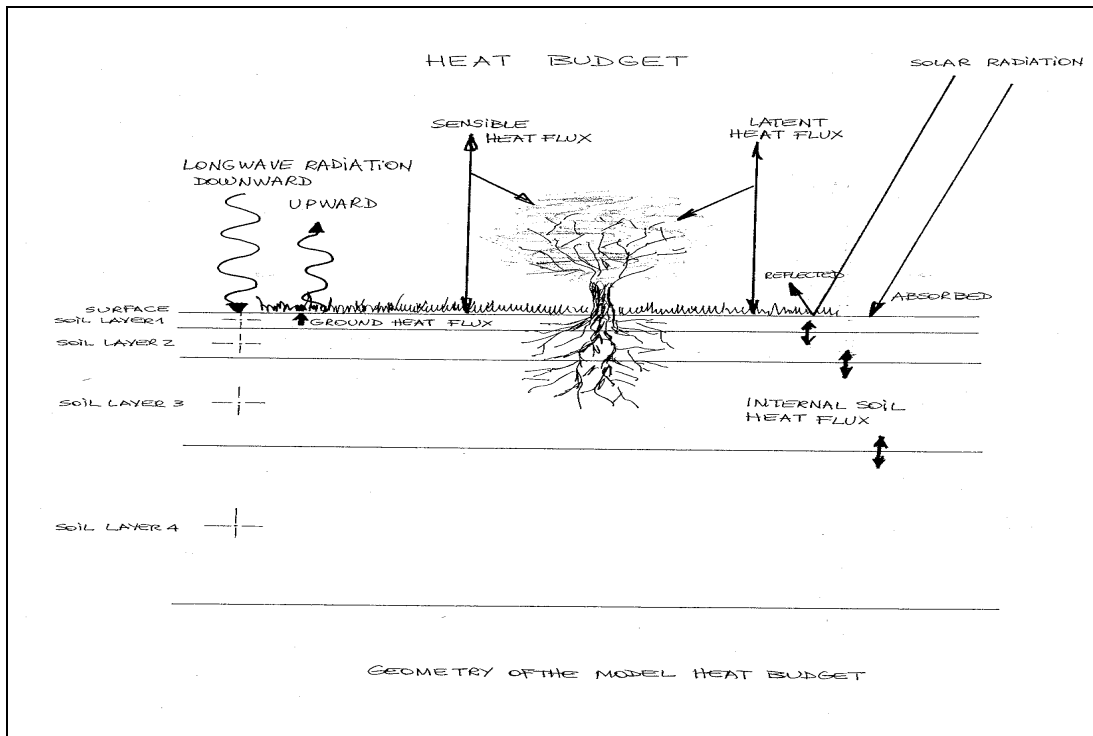 HEAT BUDGET
SOLAR RADIATION
SENSIBLE
HEAT FLUX
LATENT
HEAT FLUX
LONGWAVE RADIATION
DOWNWARD
UPWARD
REFLECTED
ABSORBED
SURFACE
SOIL LAYER 1
GROUND HEAT FLUX
SOIL LAYER 2
SOIL LAYER 3
INTERNAL SOIL
HEAT FLUX
SOIL LAYER 4
GEOMETRY OF THE MODEL HEAT BUDGET